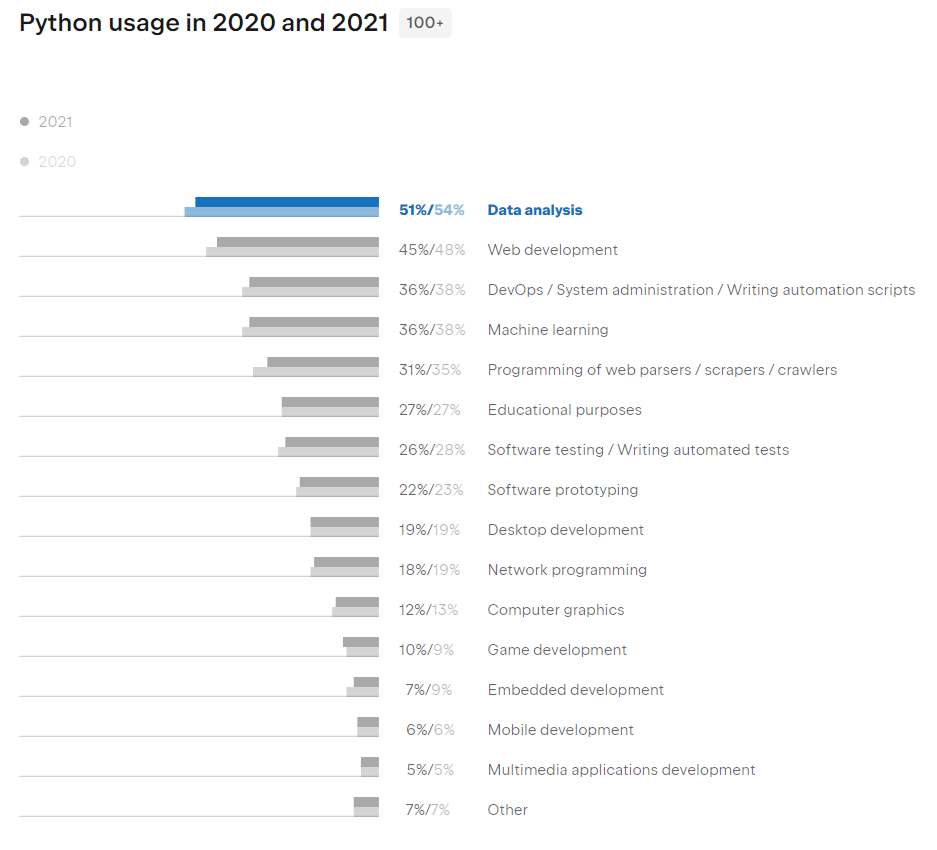 Python usage in 2020 and 2021 100+
2021
2020
51%/54% Data analysis
45%/48% Web development
36%/38% DevOps / System administration / Writing automation scripts
36%/38% Machine learning
31%/35% Programming of web parsers / scrapers / crawlers
27%/27% Educational purposes
26%/28% Software testing / Writing automated tests
22%/23% Software prototyping
19%/19% Desktop development
18%/19% Network programming
12%/13% Computer graphics
10%/9% Game development
7%/9% Embedded development
6%/6% Mobile development
5%/5% Multimedia applications development
7%/7% Other